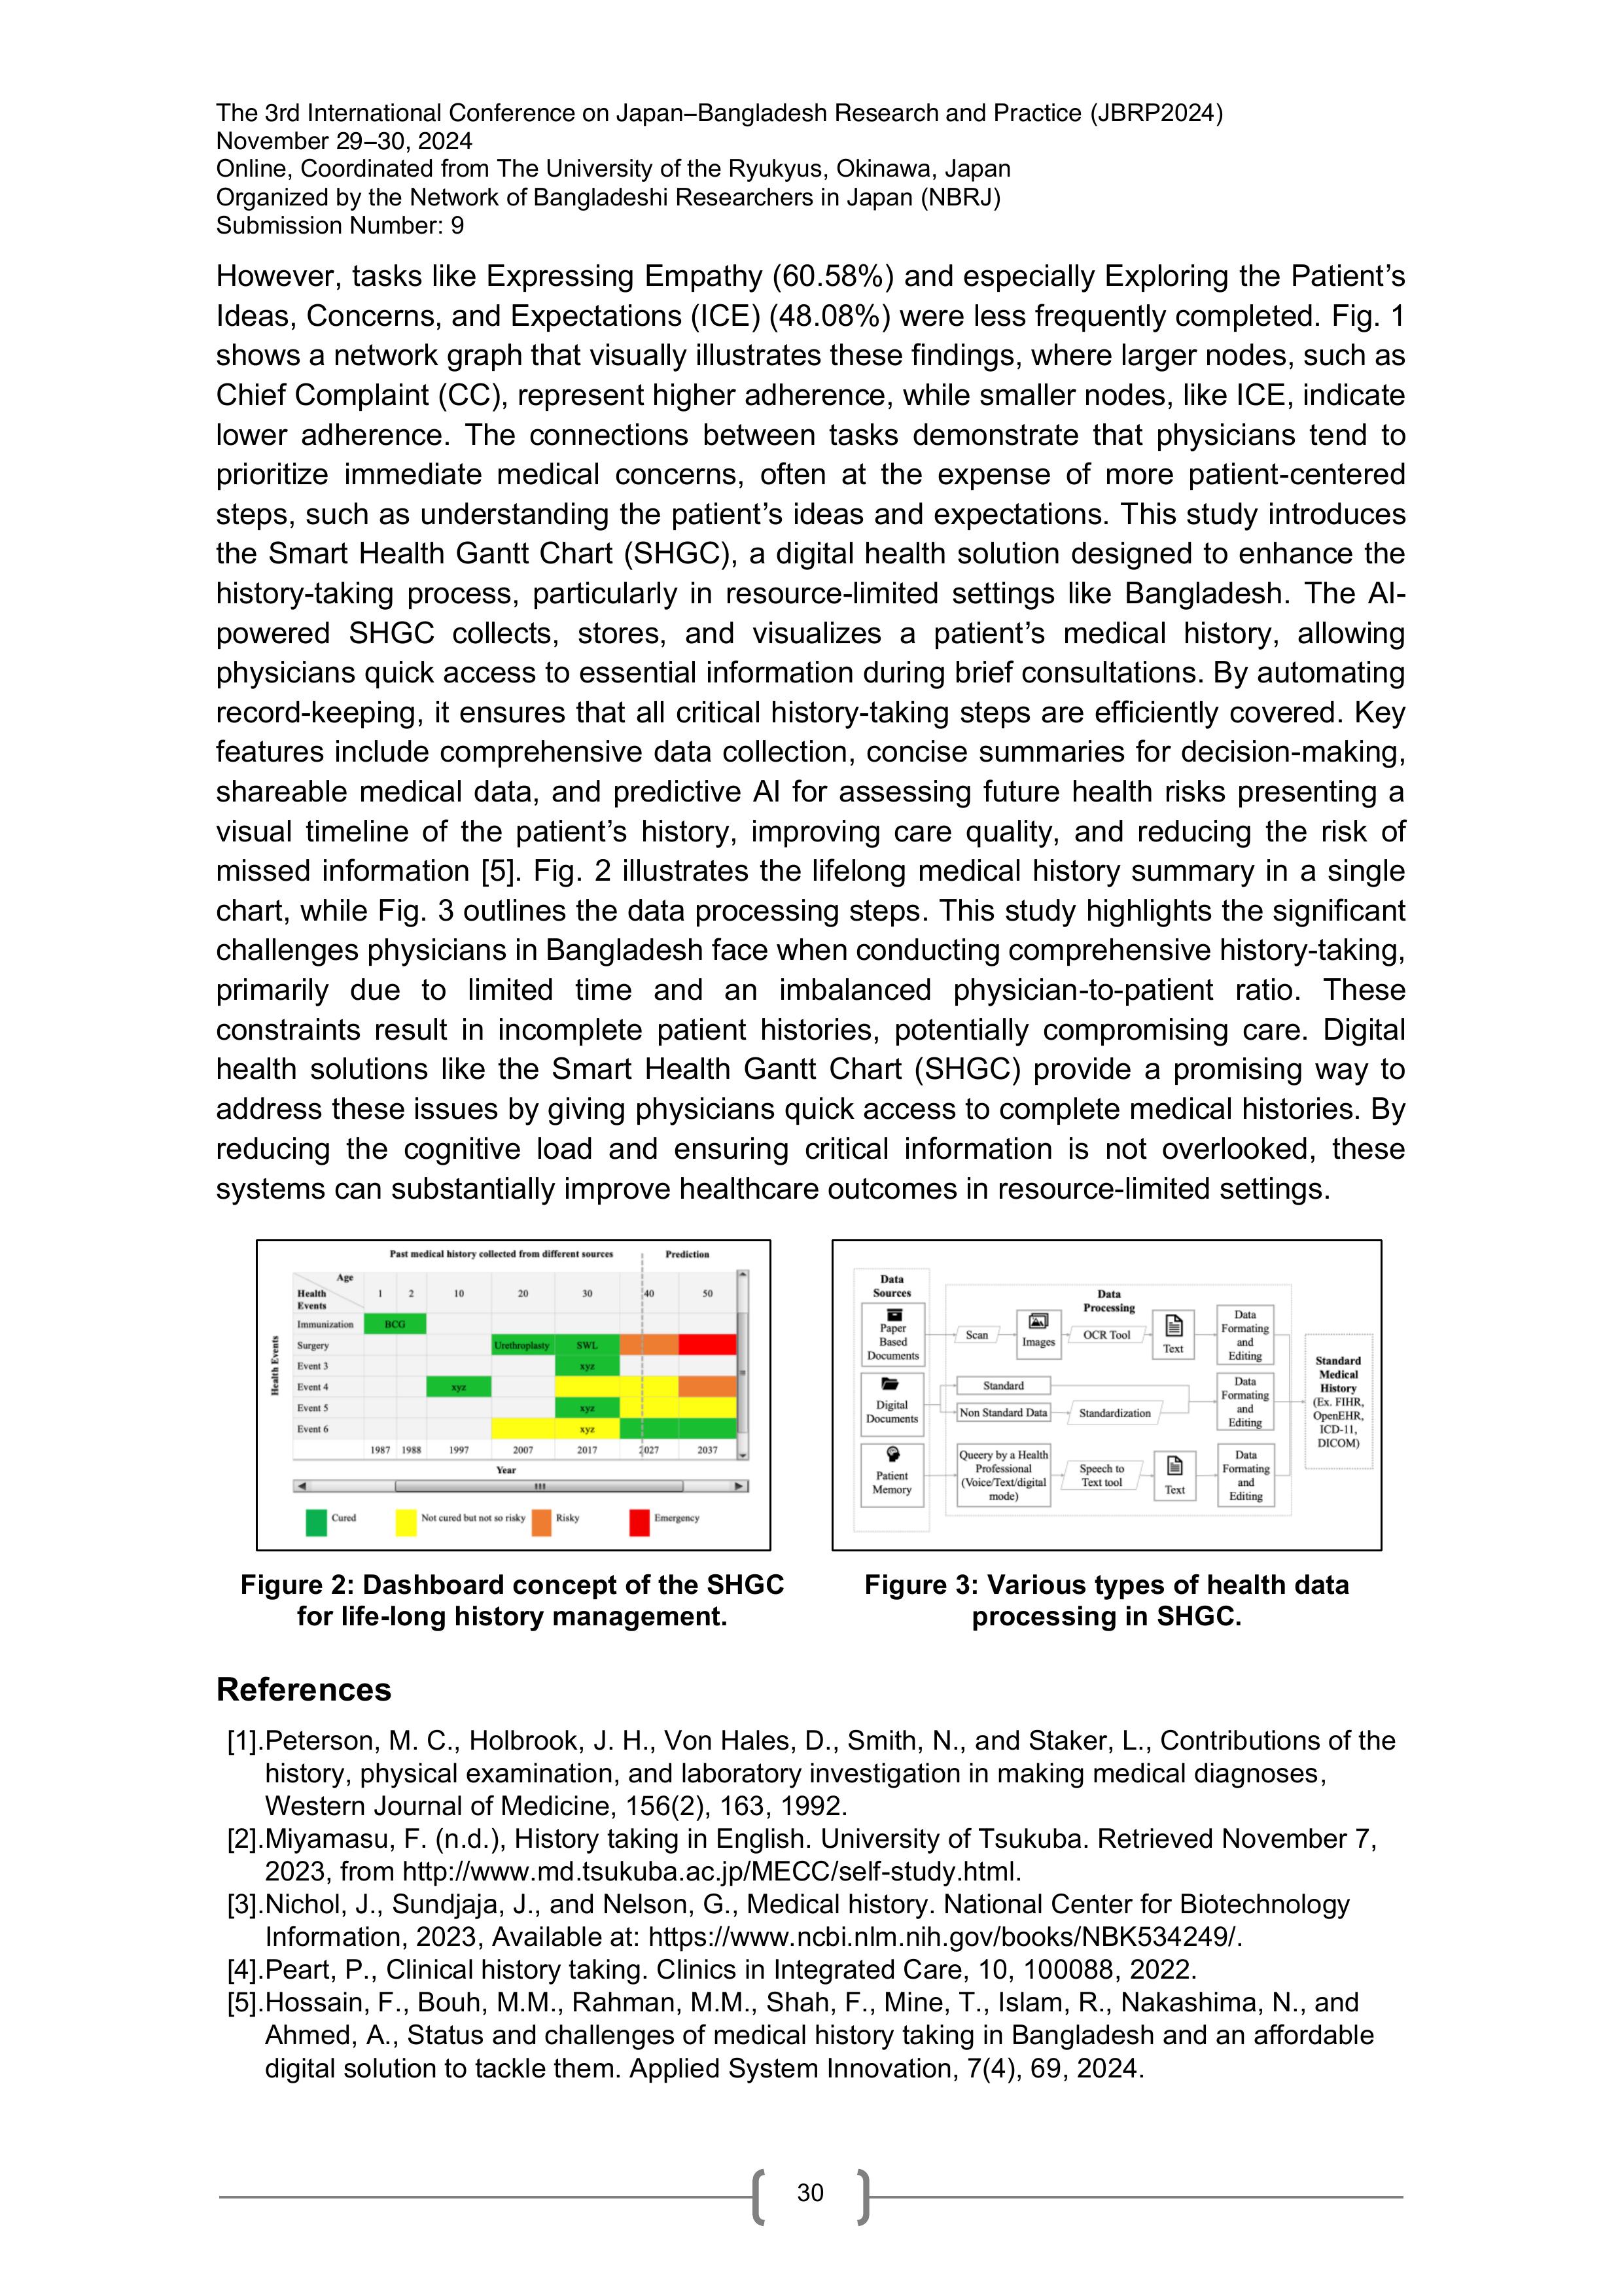 The 3rd International Conference on Japan–Bangladesh Research and Practice (JBRP2024)
November 29–30, 2024
Online, Coordinated from The University of the Ryukyus, Okinawa, Japan
Organized by the Network of Bangladeshi Researchers in Japan (NBRJ)
Submission Number: 9
However, tasks like Expressing Empathy (60.58%) and especially Exploring the Patient’s
Ideas, Concerns, and Expectations (ICE) (48.08%) were less frequently completed. Fig. 1
shows a network graph that visually illustrates these findings, where larger nodes, such as
Chief Complaint (CC), represent higher adherence, while smaller nodes, like ICE, indicate
lower adherence. The connections between tasks demonstrate that physicians tend to
prioritize immediate medical concerns, often at the expense of more patient-centered
steps, such as understanding the patient’s ideas and expectations. This study introduces
the Smart Health Gantt Chart (SHGC), a digital health solution designed to enhance the
history-taking process, particularly in resource-limited settings like Bangladesh. The AI-
powered SHGC collects, stores, and visualizes a patient’s medical history, allowing
physicians quick access to essential information during brief consultations. By automating
record-keeping, it ensures that all critical history-taking steps are efficiently covered. Key
features include comprehensive data collection, concise summaries for decision-making,
shareable medical data, and predictive AI for assessing future health risks presenting a
visual timeline of the patient’s history, improving care quality, and reducing the risk of
missed information [5]. Fig. 2 illustrates the lifelong medical history summary in a single
chart, while Fig. 3 outlines the data processing steps. This study highlights the significant
challenges physicians in Bangladesh face when conducting comprehensive history-taking,
primarily due to limited time and an imbalanced physician-to-patient ratio. These
constraints result in incomplete patient histories, potentially compromising care. Digital
health solutions like the Smart Health Gantt Chart (SHGC) provide a promising way to
address these issues by giving physicians quick access to complete medical histories. By
reducing the cognitive load and ensuring critical information is not overlooked, these
systems can substantially improve healthcare outcomes in resource-limited settings.
Past medical history collected from different sources Prediction
Age
Health Events
1 2 10 20 30 40 50
Health Events
Immunization BCG
Surgery Urethroplasty SWL
Event 3 xyz
Event 4 xyz
Event 5 xyz
Event 6 xyz
1987 1988 1997 2007 2017 2027 2037
Year
Cured Not cured but not so risky Risky Emergency
Figure 2: Dashboard concept of the SHGC
for life-long history management.
Data
Sources
Data
Processing
Paper
Based
Documents
Scan
Images
OCR Tool
Text
Data
Formating
and
Editing
Digital
Documents
Standard
Non Standard Data
Standardization
Data
Formating
and
Editing
Patient
Memory
Queery by a Health
Professional
(Voice/Text/digital
mode)
Speech to
Text tool
Text
Data
Formating
and
Editing
Standard
Medical
History
(Ex. FIHR,
OpenEHR,
ICD-11,
DICOM)
Figure 3: Various types of health data
processing in SHGC.
References
[1].Peterson, M. C., Holbrook, J. H., Von Hales, D., Smith, N., and Staker, L., Contributions of the
history, physical examination, and laboratory investigation in making medical diagnoses,
Western Journal of Medicine, 156(2), 163, 1992.
[2].Miyamasu, F. (n.d.), History taking in English. University of Tsukuba. Retrieved November 7,
2023, from http://www.md.tsukuba.ac.jp/MECC/self-study.html.
[3].Nichol, J., Sundjaja, J., and Nelson, G., Medical history. National Center for Biotechnology
Information, 2023, Available at: https://www.ncbi.nlm.nih.gov/books/NBK534249/.
[4].Peart, P., Clinical history taking. Clinics in Integrated Care, 10, 100088, 2022.
[5].Hossain, F., Bouh, M.M., Rahman, M.M., Shah, F., Mine, T., Islam, R., Nakashima, N., and
Ahmed, A., Status and challenges of medical history taking in Bangladesh and an affordable
digital solution to tackle them. Applied System Innovation, 7(4), 69, 2024.
30